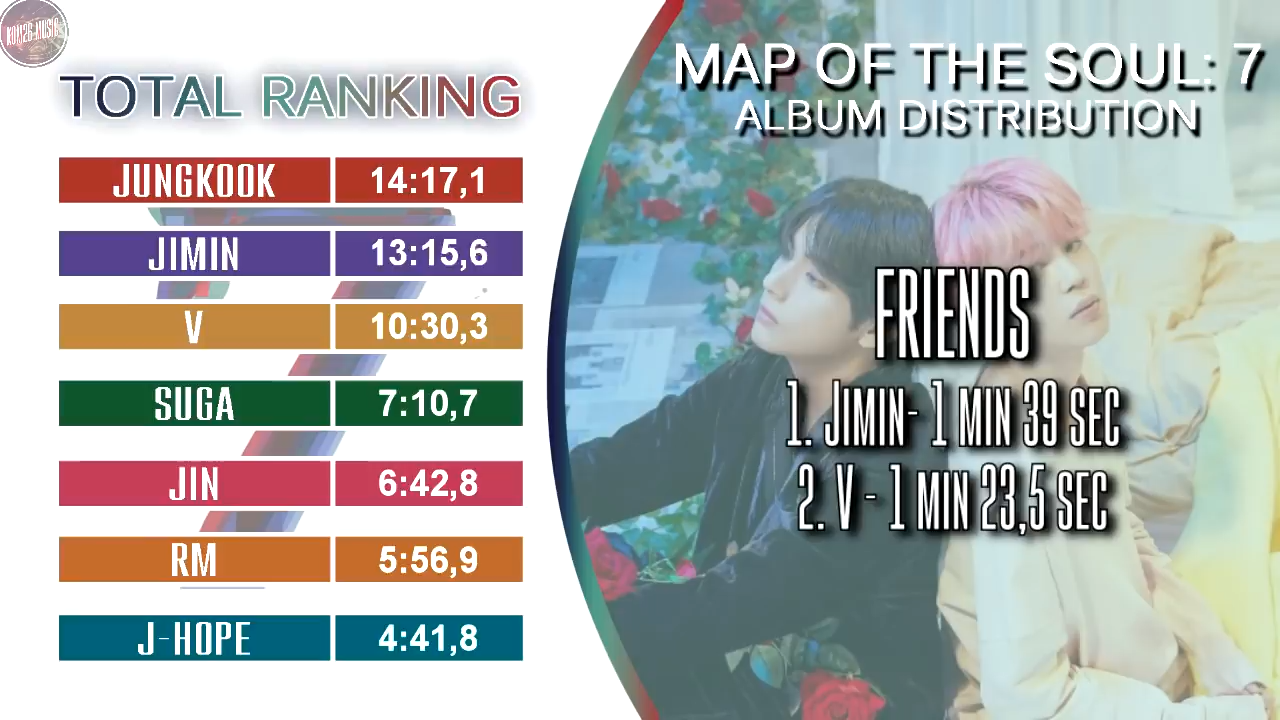 KOM26-MUSIC
TOTAL RANKING
JUNGKOOK 14:17,1
JIMIN 13:15,6
V 10:30,3
SUGA 7:10,7
JIN 6:42,8
RM 5:56,9
J-HOPE 4:41,8
MAP OF THE SOUL: 7
ALBUM DISTRIBUTION
FRIENDS
1. JIMIN- 1 MIN 39 SEC
2. V - 1 MIN 23,5 SEC